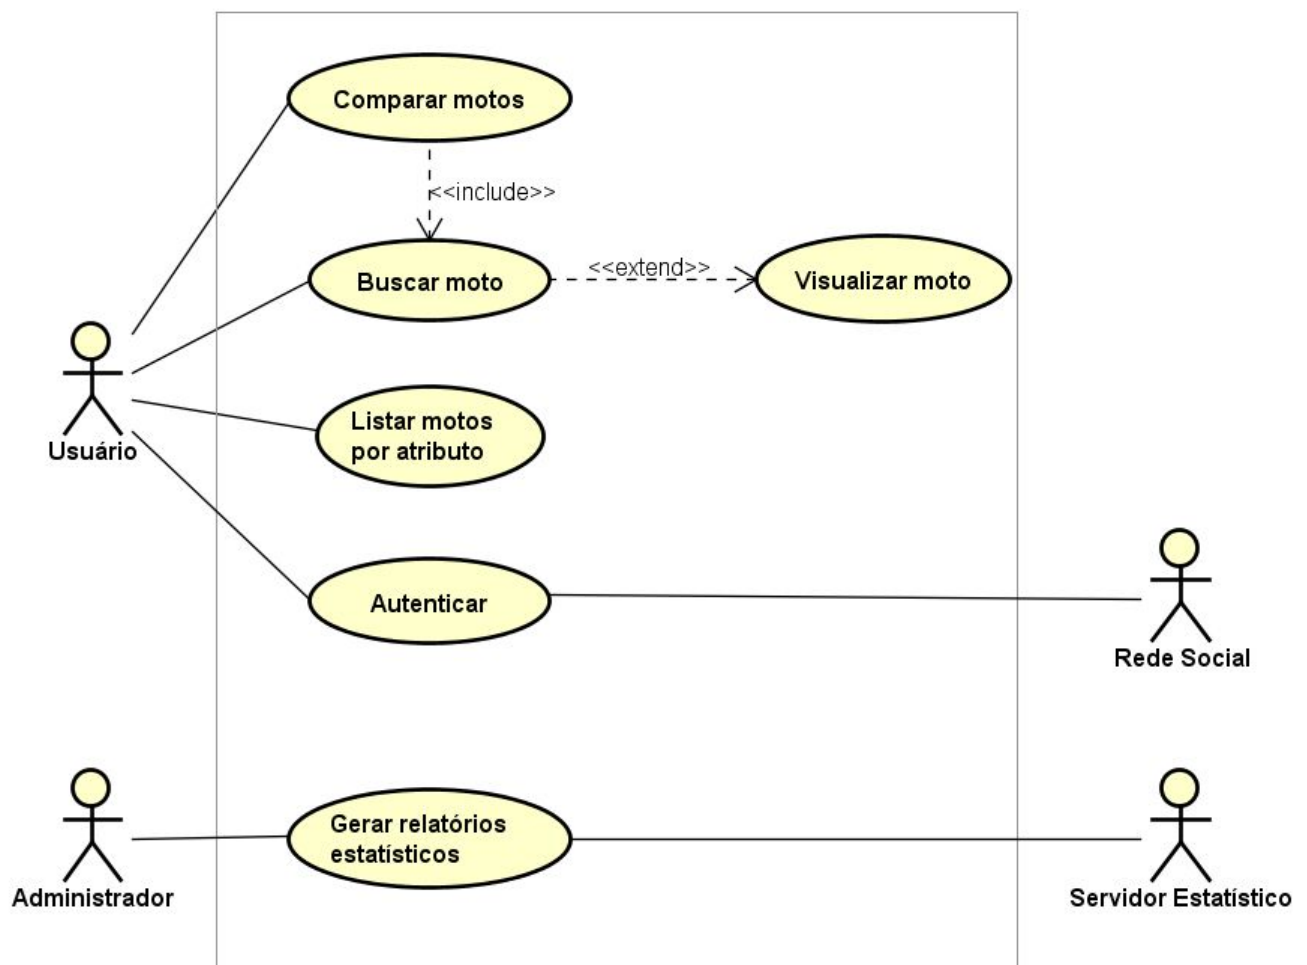 Comparar motos
<<include>>
Buscar moto
<<extend>>
Visualizar moto
Usuário
Listar motos
por atributo
Autenticar
Rede Social
Administrador
Gerar relatórios
estatísticos
Servidor Estatístico